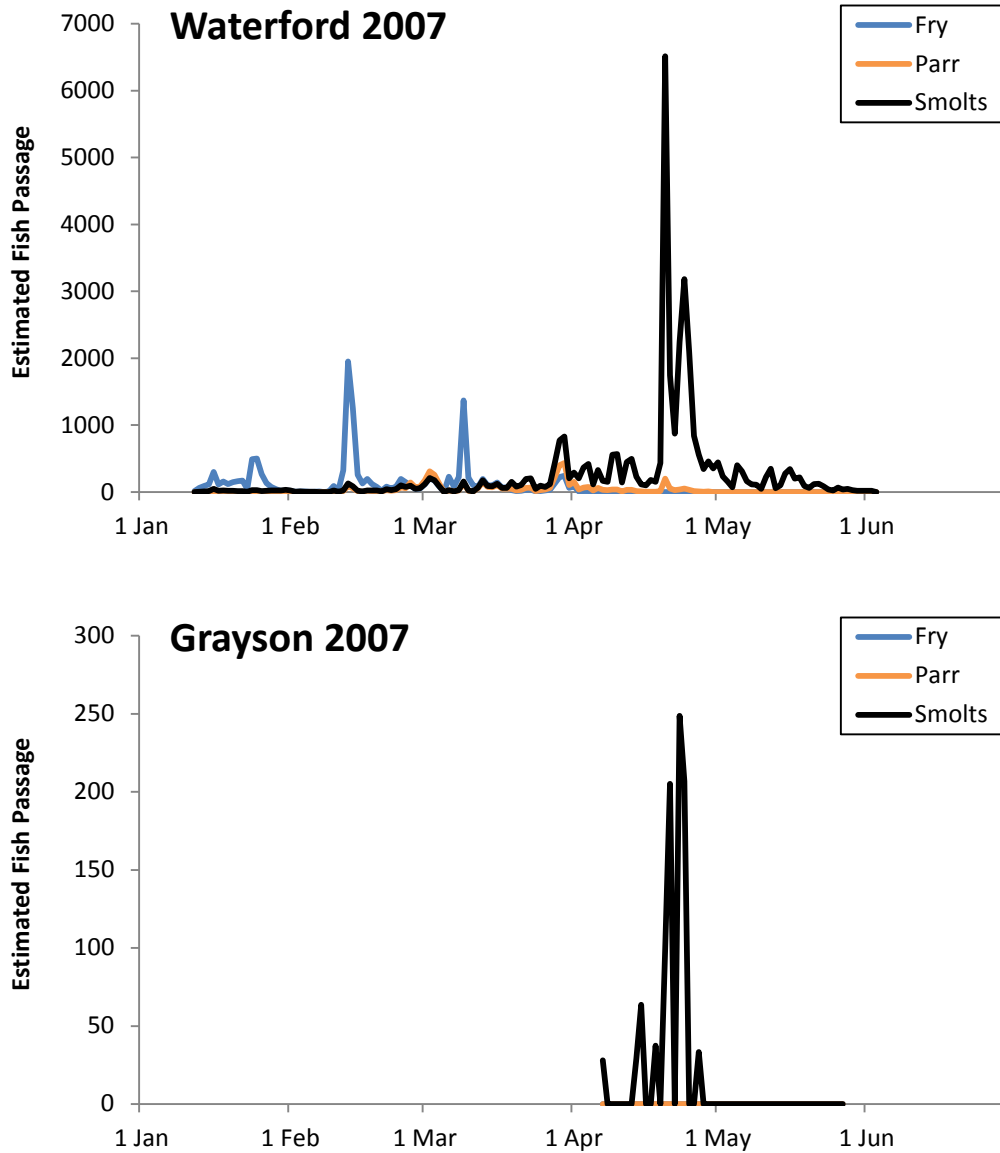 Waterford 2007
Estimated Fish Passage
7000
6000
5000
4000
3000
2000
1000
0
1 Jan 1 Feb 1 Mar 1 Apr 1 May 1 Jun
Fry
Parr
Smolts
Grayson 2007
Estimated Fish Passage
300
250
200
150
100
50
0
1 Jan 1 Feb 1 Mar 1 Apr 1 May 1 Jun
Fry
Parr
Smolts